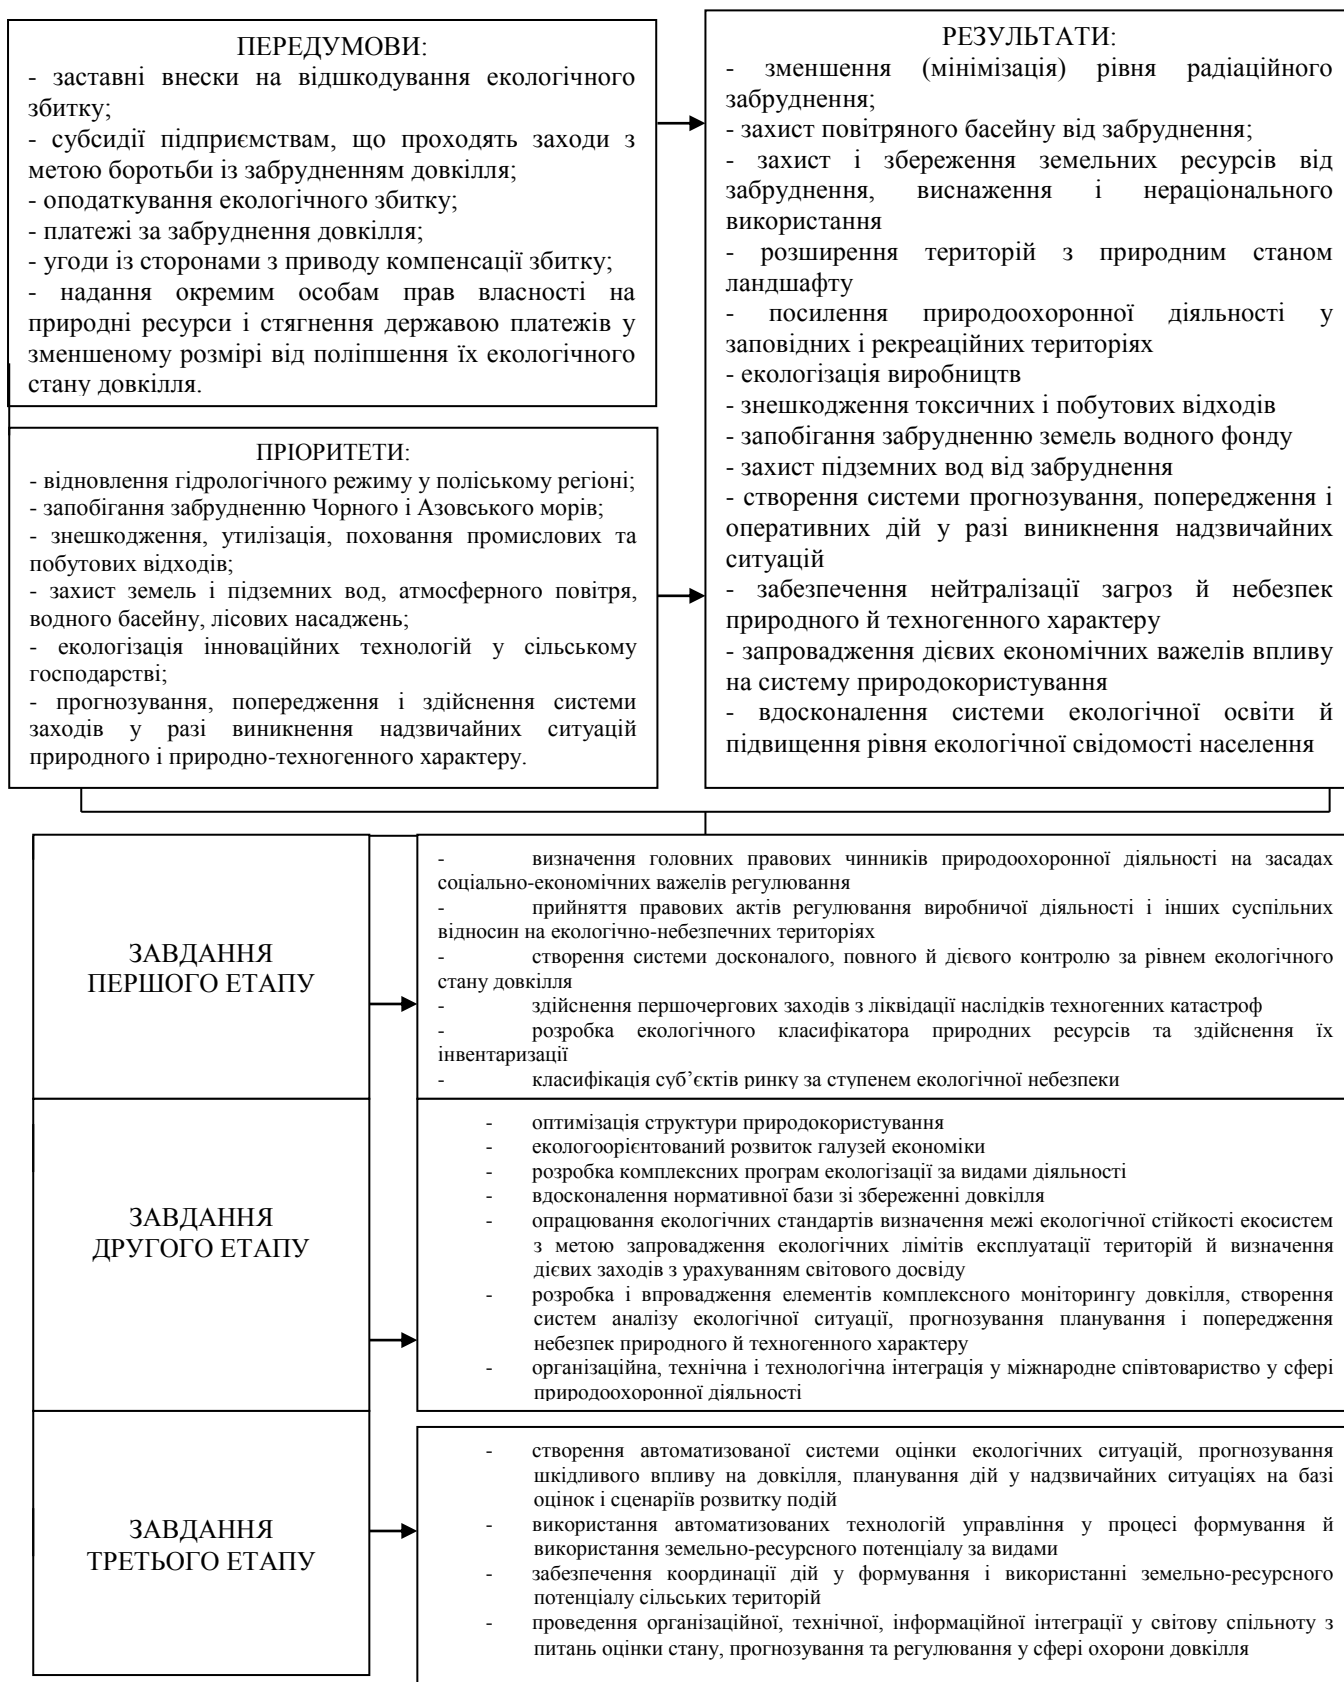 ПЕРЕДУМОВИ:
- заставні внески на відшкодування екологічного
збитку;
- субсидії підприємствам, що проходять заходи з
метою боротьби із забрудненням довкілля;
- оподаткування екологічного збитку;
- платежі за забруднення довкілля;
- угоди із сторонами з приводу компенсації збитку;
- надання окремим особам прав власності на
природні ресурси і стягнення державою платежів у
зменшеному розмірі від поліпшення їх екологічного
стану довкілля.
ПРІОРИТЕТИ:
- відновлення гідрологічного режиму у поліському регіоні;
- запобігання забрудненню Чорного і Азовського морів;
- знешкодження, утилізація, поховання промислових та
побутових відходів;
- захист земель і підземних вод, атмосферного повітря,
водного басейну, лісових насаджень;
- екологізація інноваційних технологій у сільському
господарстві;
- прогнозування, попередження і здійснення системи
заходів у разі виникнення надзвичайних ситуацій
природного і природно-техногенного характеру.
РЕЗУЛЬТАТИ:
- зменшення (мінімізація) рівня радіаційного
забруднення;
- захист повітряного басейну від забруднення;
- захист і збереження земельних ресурсів від
забруднення, виснаження і нераціонального
використання
- розширення територій з природним станом
ландшафту
- посилення природоохоронної діяльності у
заповідних і рекреаційних територіях
- екологізація виробництв
- знешкодження токсичних і побутових відходів
- запобігання забрудненню земель водного фонду
- захист підземних вод від забруднення
- створення системи прогнозування, попередження і
оперативних дій у разі виникнення надзвичайних
ситуацій
- забезпечення нейтралізації загроз й небезпек
природного й техногенного характеру
- запровадження дієвих економічних важелів впливу
на систему природокористування
- вдосконалення системи екологічної освіти й
підвищення рівня екологічної свідомості населення
ЗАВДАННЯ
ПЕРШОГО ЕТАПУ
- визначення головних правових чинників природоохоронної діяльності на засадах
соціально-економічних важелів регулювання
- прийняття правових актів регулювання виробничої діяльності і інших суспільних
відносин на екологічно-небезпечних територіях
- створення системи досконалого, повного й дієвого контролю за рівнем екологічного
стану довкілля
- здійснення першочергових заходів з ліквідації наслідків техногенних катастроф
- розробка екологічного класифікатора природних ресурсів та здійснення їх
інвентаризації
- класифікація суб’єктів ринку за ступенем екологічної небезпеки
ЗАВДАННЯ
ДРУГОГО ЕТАПУ
- оптимізація структури природокористування
- екологоорієнтований розвиток галузей економіки
- розробка комплексних програм екологізації за видами діяльності
- вдосконалення нормативної бази зі збереженні довкілля
- опрацювання екологічних стандартів визначення межі екологічної стійкості екосистем
з метою запровадження екологічних лімітів експлуатації територій й визначення
дієвих заходів з урахуванням світового досвіду
- розробка і впровадження елементів комплексного моніторингу довкілля, створення
систем аналізу екологічної ситуації, прогнозування планування і попередження
небезпек природного й техногенного характеру
- організаційна, технічна і технологічна інтеграція у міжнародне співтовариство у сфері
природоохоронної діяльності
ЗАВДАННЯ
ТРЕТЬОГО ЕТАПУ
- створення автоматизованої системи оцінки екологічних ситуацій, прогнозування
шкідливого впливу на довкілля, планування дій у надзвичайних ситуаціях на базі
оцінок і сценаріїв розвитку подій
- використання автоматизованих технологій управління у процесі формування й
використання земельно-ресурсного потенціалу за видами
- забезпечення координації дій у формування і використанні земельно-ресурсного
потенціалу сільських територій
- проведення організаційної, технічної, інформаційної інтеграції у світову спільноту з
питань оцінки стану, прогнозування та регулювання у сфері охорони довкілля